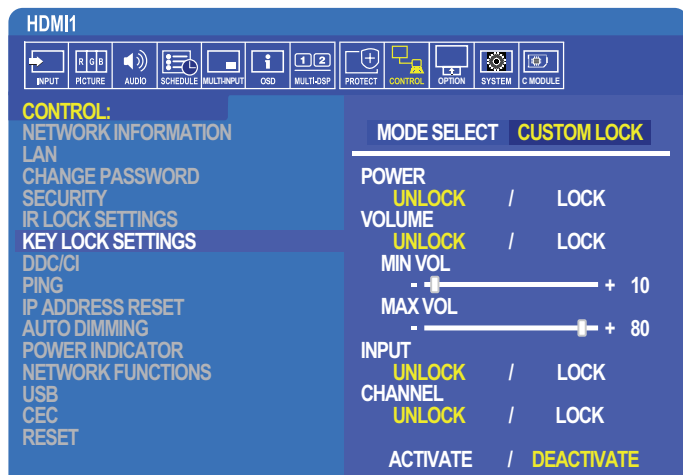 HDMI1
R G B 1 2
INPUT PICTURE AUDIO SCHEDULE MULTI-INPUT OSD MULTI-DSP PROTECT CONTROL OPTION SYSTEM C MODULE
CONTROL:
NETWORK INFORMATION
LAN
CHANGE PASSWORD
SECURITY
IR LOCK SETTINGS
KEY LOCK SETTINGS
DDC/CI
PING
IP ADDRESS RESET
AUTO DIMMING
POWER INDICATOR
NETWORK FUNCTIONS
USB
CEC
RESET
MODE SELECT CUSTOM LOCK
POWER
UNLOCK / LOCK
VOLUME
UNLOCK / LOCK
MIN VOL
- + 10
MAX VOL
- + 80
INPUT
UNLOCK / LOCK
CHANNEL
UNLOCK / LOCK
ACTIVATE / DEACTIVATE